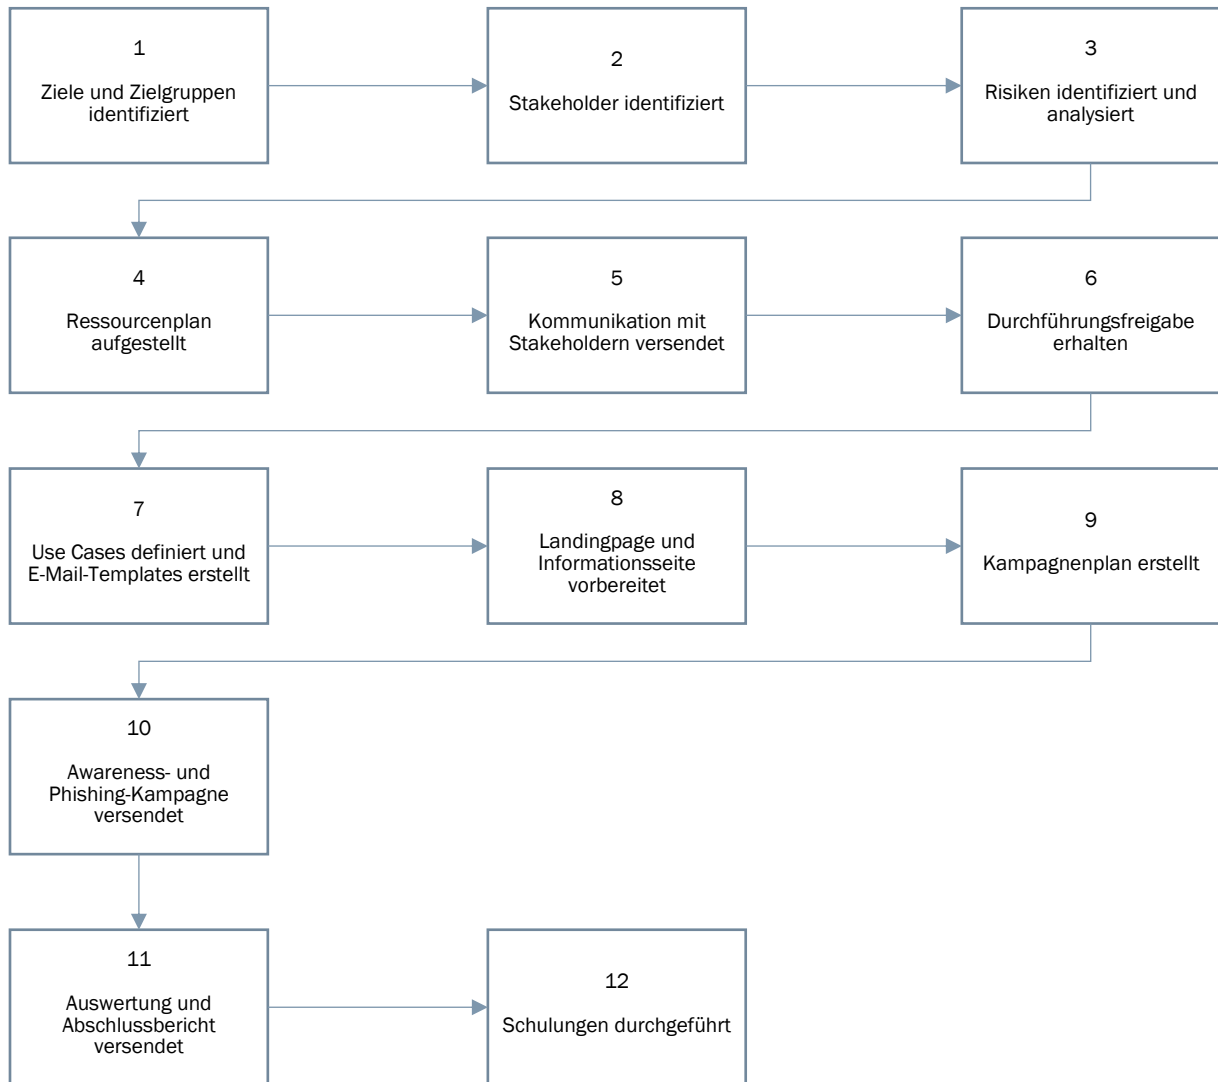 1
Ziele und Zielgruppen
identifiziert
2
Stakeholder identifiziert
3
Risiken identifiziert und
analysiert
4
Ressourcenplan
aufgestellt
5
Kommunikation mit
Stakeholdern versendet
6
Durchführungsfreigabe
erhalten
7
Use Cases definiert und
E-Mail-Templates erstellt
8
Landingpage und
Informationsseite
vorbereitet
9
Kampagnenplan erstellt
10
Awareness- und
Phishing-Kampagne
versendet
11
Auswertung und
Abschlussbericht
versendet
12
Schulungen durchgeführt